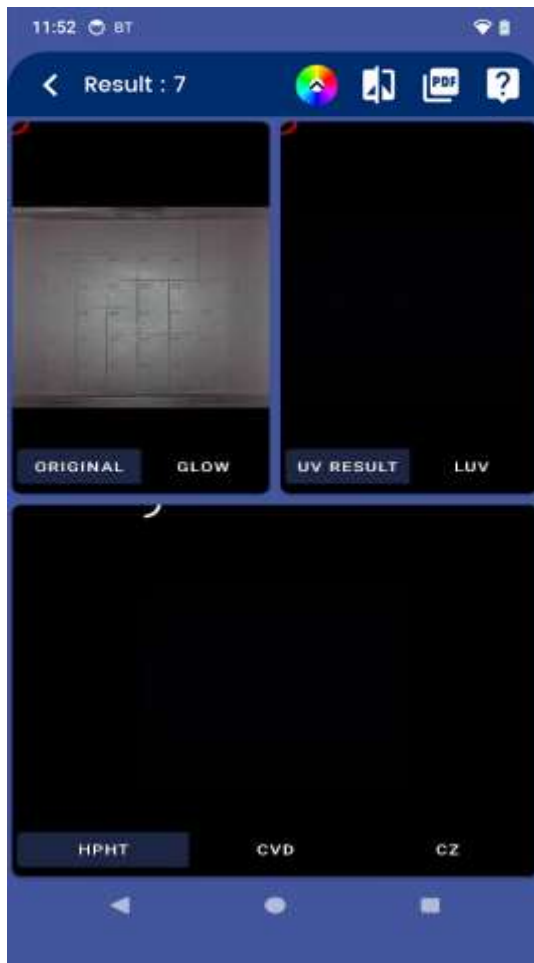 11:52 BT
Result : 7
PDF
?
ORIGINAL GLOW
UV RESULT LUV
HPHT CVD CZ